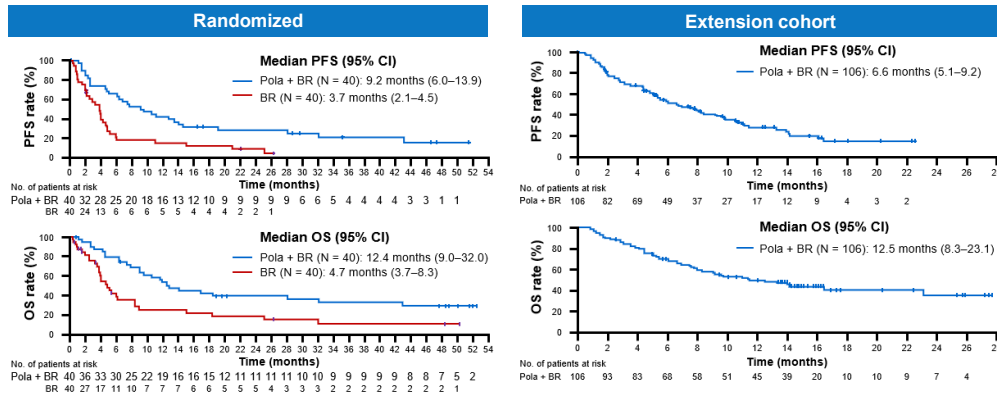 Randomized
Median PFS (95% CI)
Pola + BR (N = 40): 9.2 months (6.0–13.9)
BR (N = 40): 3.7 months (2.1–4.5)
PFS rate (%)
100
80
60
40
20
0
0 2 4 6 8 10 12 14 16 18 20 22 24 26 28 30 32 34 36 38 40 42 44 46 48 50 52 54
Time (months)
No. of patients at risk
Pola + BR 40 32 28 25 20 18 16 13 12 10 9 9 9 9 9 6 6 5 4 4 4 4 3 3 1 1
BR 40 24 13 6 6 6 5 5 4 4 4 2 2 1
Median OS (95% CI)
Pola + BR (N = 40): 12.4 months (9.0–32.0)
BR (N = 40): 4.7 months (3.7–8.3)
OS rate (%)
100
80
60
40
20
0
0 2 4 6 8 10 12 14 16 18 20 22 24 26 28 30 32 34 36 38 40 42 44 46 48 50 52 54
Time (months)
No. of patients at risk
Pola + BR 40 36 33 30 25 22 19 16 16 15 12 11 11 11 11 10 10 9 9 9 9 9 8 8 7 5 2
BR 40 27 17 11 10 7 7 7 6 6 5 5 5 4 3 3 3 2 2 2 2 2 2 2 2 1
Extension cohort
Median PFS (95% CI)
Pola + BR (N = 106): 6.6 months (5.1–9.2)
PFS rate (%)
100
80
60
40
20
0
0 2 4 6 8 10 12 14 16 18 20 22 24 26 28
Time (months)
No. of patients at risk
Pola + BR 106 82 69 49 37 27 17 12 9 4 3 2
Median OS (95% CI)
Pola + BR (N = 106): 12.5 months (8.3–23.1)
OS rate (%)
100
80
60
40
20
0
0 2 4 6 8 10 12 14 16 18 20 22 24 26 28
Time (months)
No. of patients at risk
Pola + BR 106 93 83 68 58 51 45 39 20 10 10 9 7 4